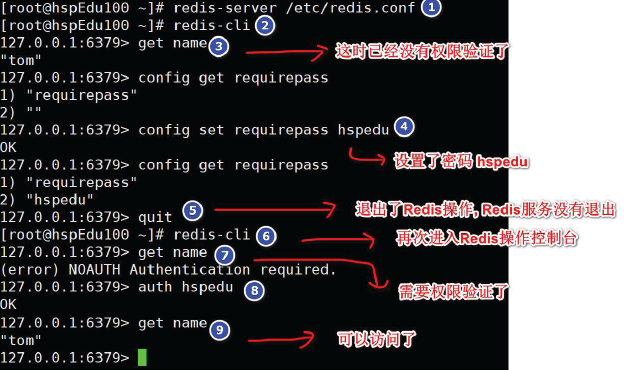 [root@hspEdu100 ~]# redis-server /etc/redis.conf 1
[root@hspEdu100 ~]# redis-cli 2
127.0.0.1:6379> get name 3
这时已经没有权限验证了
"tom"
127.0.0.1:6379> config get requirepass
1) "requirepass"
2) ""
127.0.0.1:6379> config set requirepass hspedu 4
OK
设置了密码 hspedu
127.0.0.1:6379> config get requirepass
1) "requirepass"
2) "hspedu"
127.0.0.1:6379> quit 5
退出了Redis操作, Redis服务没有退出
[root@hspEdu100 ~]# redis-cli 6
再次进入Redis操作控制台
127.0.0.1:6379> get name 7
(error) NOAUTH Authentication required.
127.0.0.1:6379> auth hspedu 8
需要权限验证了
OK
127.0.0.1:6379> get name 9
"tom"
可以访问了
127.0.0.1:6379>